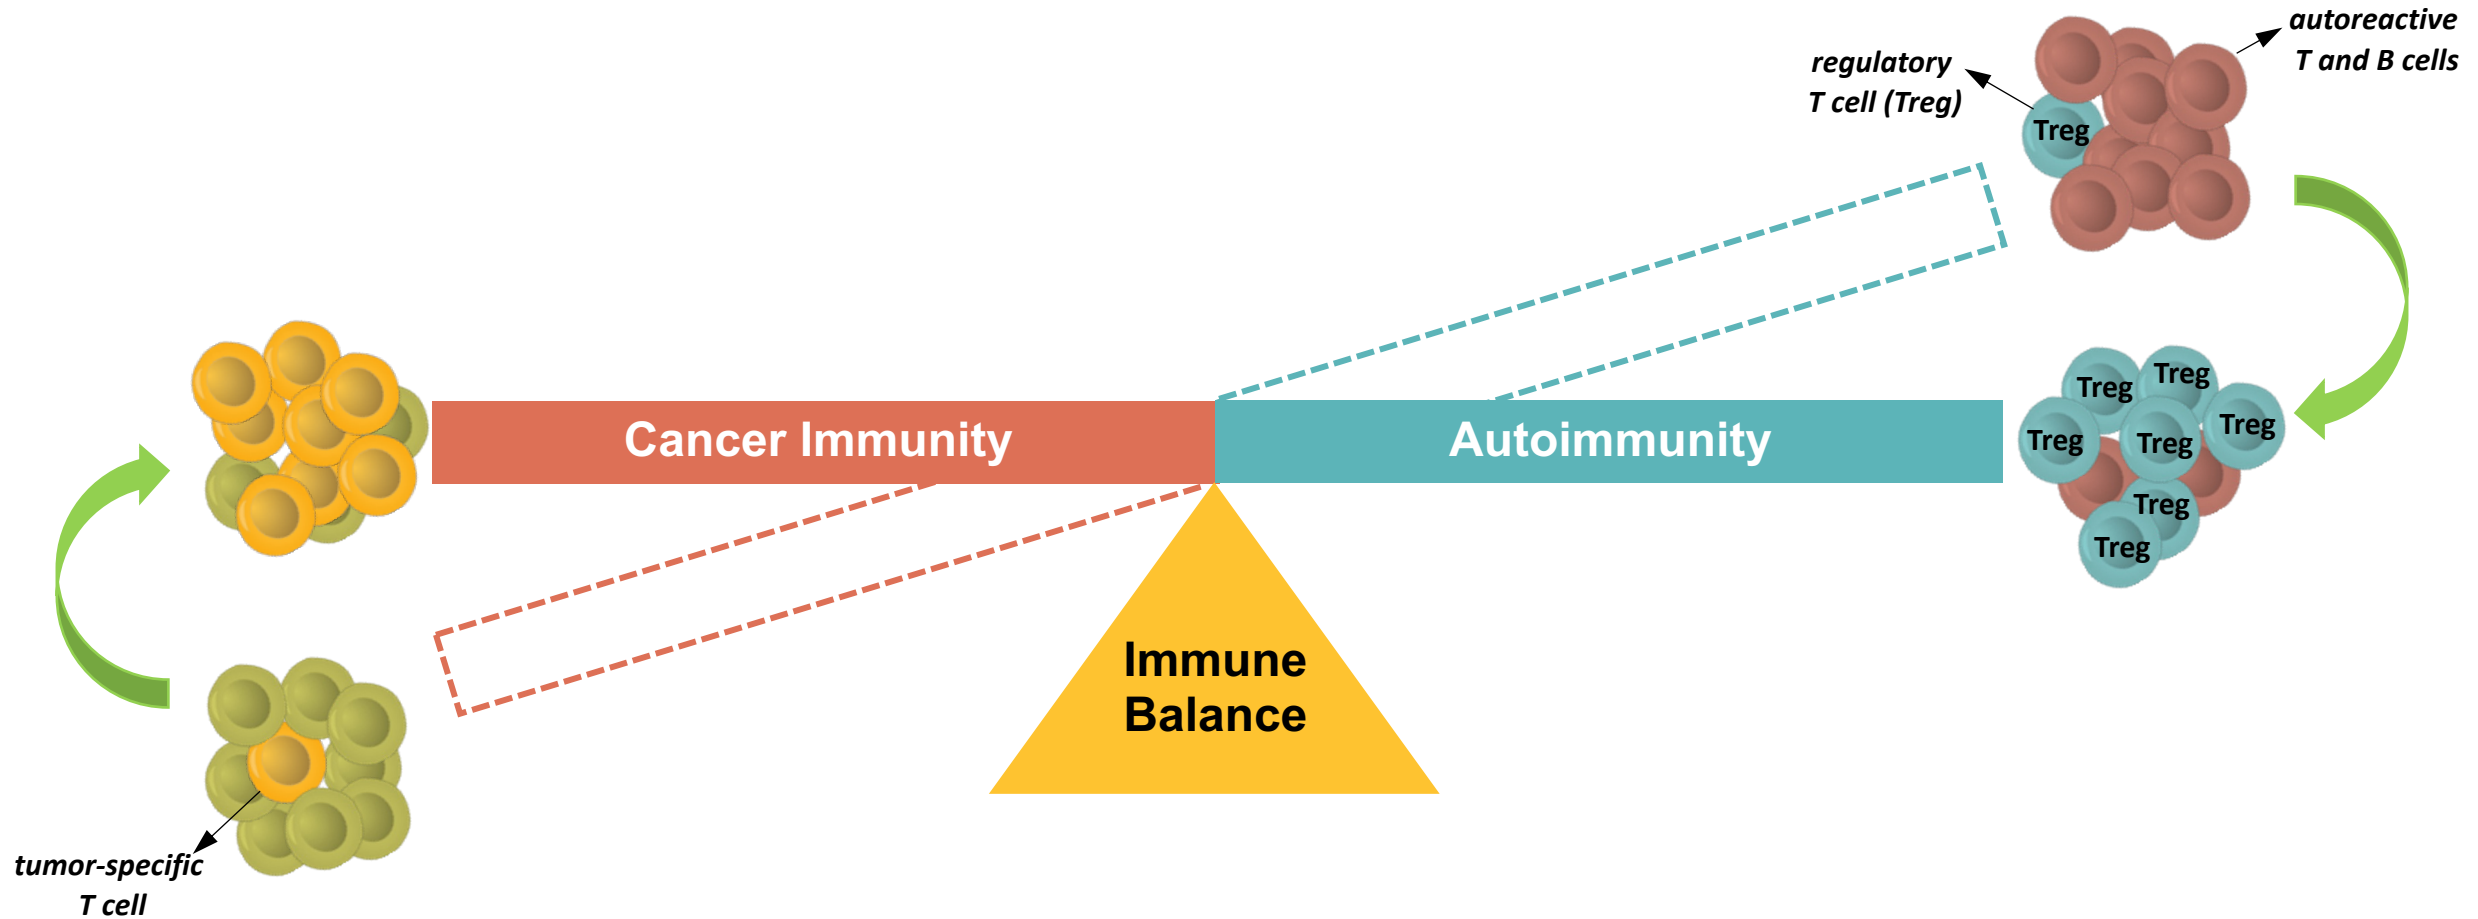 autoreactive
T and B cells
regulatory
T cell (Treg)
Treg
Cancer Immunity
Autoimmunity
Treg
Treg
Treg
Treg
Treg
Treg
Treg
Immune
Balance
tumor-specific
T cell